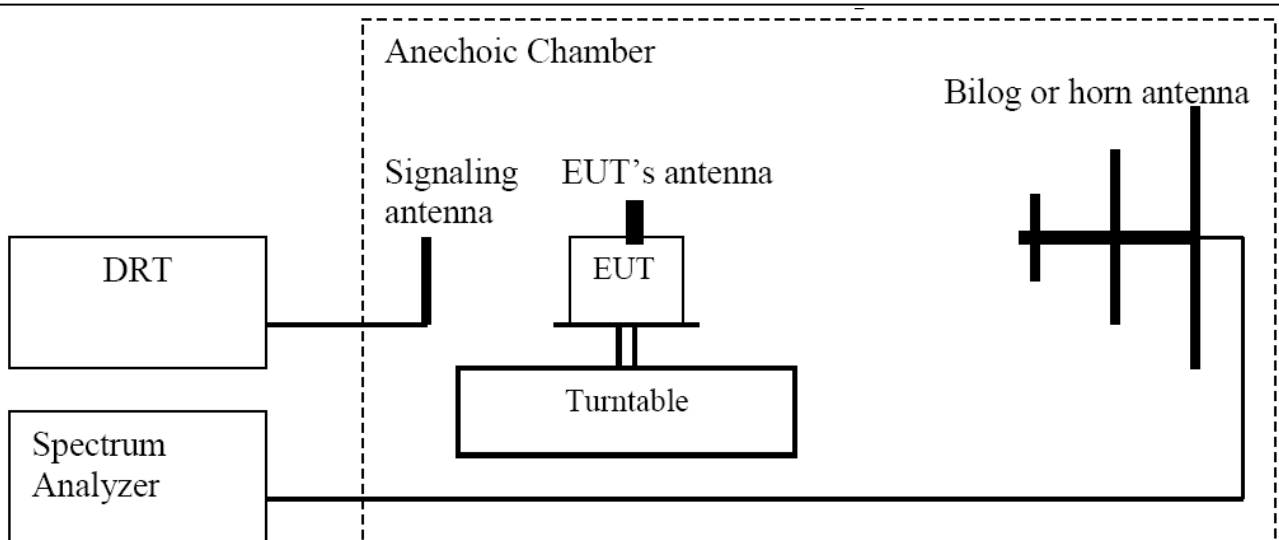 Anechoic Chamber
Bilog or horn antenna
Signaling
antenna
EUT’s antenna
DRT
EUT
Turntable
Spectrum
Analyzer